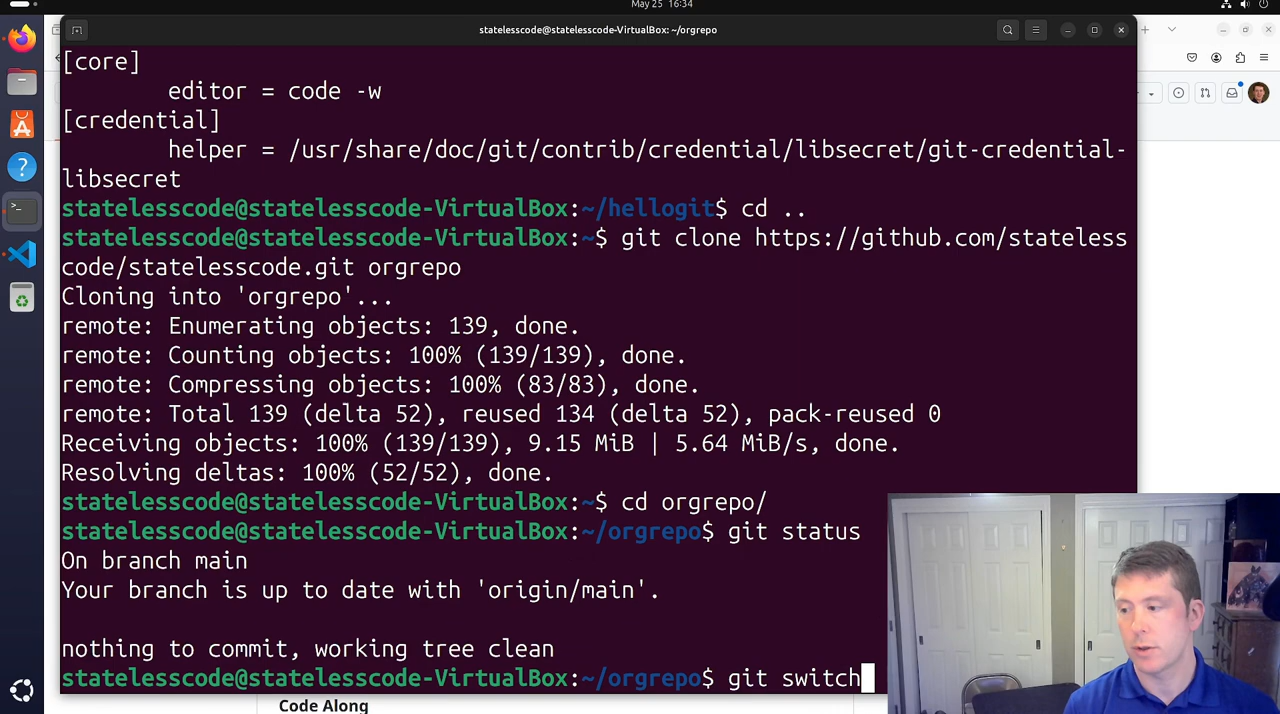 May 25 16:34
statelesscode@statelesscode-VirtualBox: ~/orgrepo
[core]
editor = code -w
[credential]
helper = /usr/share/doc/git/contrib/credential/libsecret/git-credential-
libsecret
statelesscode@statelesscode-VirtualBox:~/hellogit$ cd ..
statelesscode@statelesscode-VirtualBox:~$ git clone https://github.com/stateless
code/statelesscode.git orgrepo
Cloning into 'orgrepo'...
remote: Enumerating objects: 139, done.
remote: Counting objects: 100% (139/139), done.
remote: Compressing objects: 100% (83/83), done.
remote: Total 139 (delta 52), reused 134 (delta 52), pack-reused 0
Receiving objects: 100% (139/139), 9.15 MiB | 5.64 MiB/s, done.
Resolving deltas: 100% (52/52), done.
statelesscode@statelesscode-VirtualBox:~$ cd orgrepo/
statelesscode@statelesscode-VirtualBox:~/orgrepo$ git status
On branch main
Your branch is up to date with 'origin/main'.
nothing to commit, working tree clean
statelesscode@statelesscode-VirtualBox:~/orgrepo$ git switch
Code Along